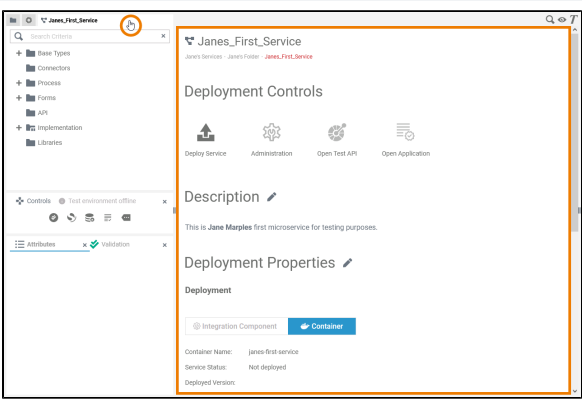 Janes_First_Service
Search Criteria
Base Types
Connectors
Process
Forms
API
Implementation
Libraries
Controls Test environment offline
Attributes Validation
Janes_First_Service
Jane's Services - Jane's Folder - Janes_First_Service
Deployment Controls
Deploy Service Administration Open Test API Open Application
Description
This is Jane Marples first microservice for testing purposes.
Deployment Properties
Deployment
Integration Component Container
Container Name: janes-first-service
Service Status: Not deployed
Deployed Version: